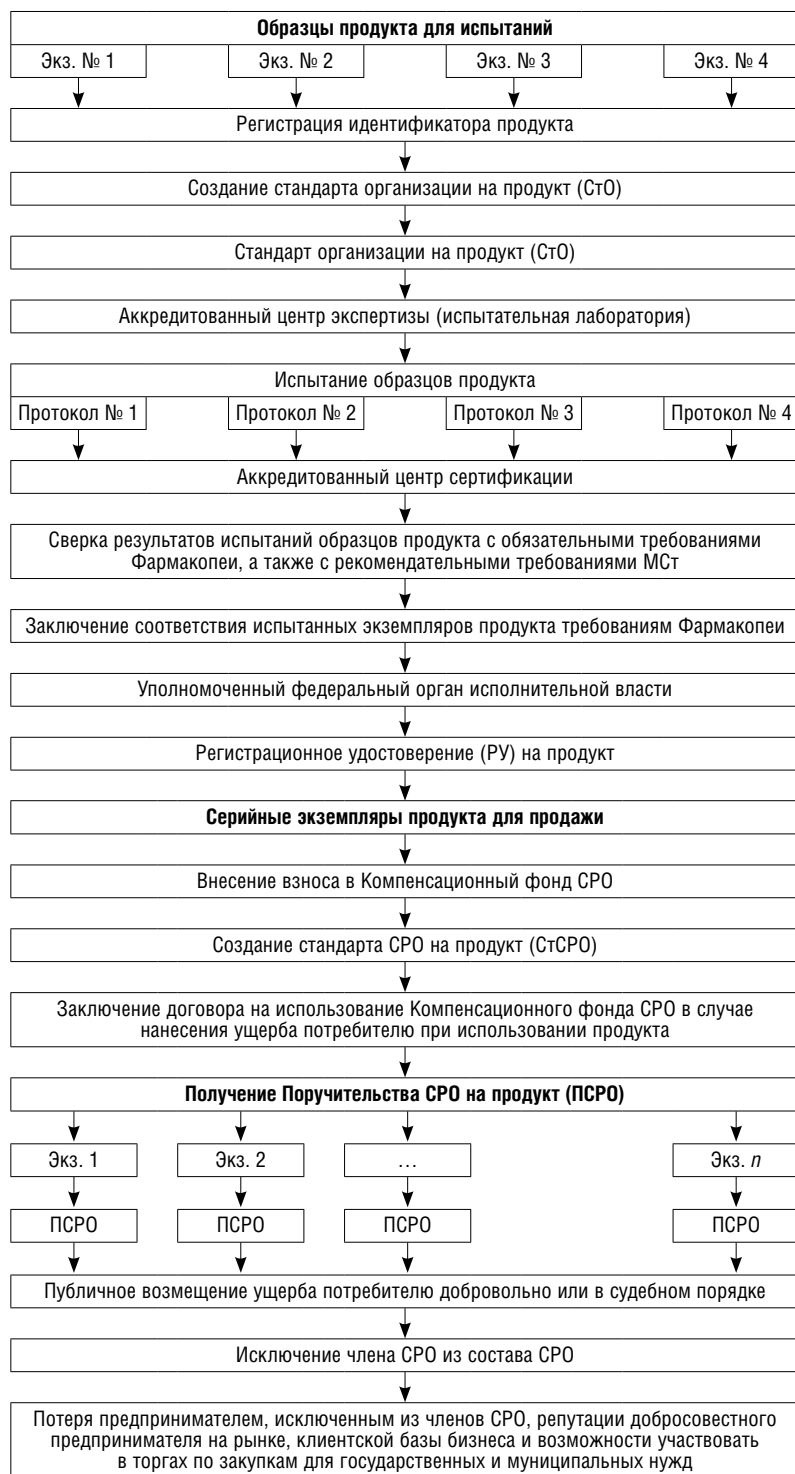 Образцы продукта для испытаний
Экз. № 1 Экз. № 2 Экз. № 3 Экз. № 4
Регистрация идентификатора продукта
Создание стандарта организации на продукт (СтО)
Стандарт организации на продукт (СтО)
Аккредитованный центр экспертизы (испытательная лаборатория)
Испытание образцов продукта
Протокол № 1 Протокол № 2 Протокол № 3 Протокол № 4
Аккредитованный центр сертификации
Сверка результатов испытаний образцов продукта с обязательными требованиями
Фармакопеи, а также с рекомендательными требованиями МСт
Заключение соответствия испытанных экземпляров продукта требованиям Фармакопеи
Уполномоченный федеральный орган исполнительной власти
Регистрационное удостоверение (РУ) на продукт
Серийные экземпляры продукта для продажи
Внесение взноса в Компенсационный фонд СРО
Создание стандарта СРО на продукт (СтСРО)
Заключение договора на использование Компенсационного фонда СРО в случае
нанесения ущерба потребителю при использовании продукта
Получение Поручительства СРО на продукт (ПСРО)
Экз. 1 Экз. 2 … Экз. n
ПСРО ПСРО ПСРО ПСРО
Публичное возмещение ущерба потребителю добровольно или в судебном порядке
Исключение члена СРО из состава СРО
Потеря предпринимателем, исключенным из членов СРО, репутации добросовестного
предпринимателя на рынке, клиентской базы бизнеса и возможности участвовать
в торгах по закупкам для государственных и муниципальных нужд